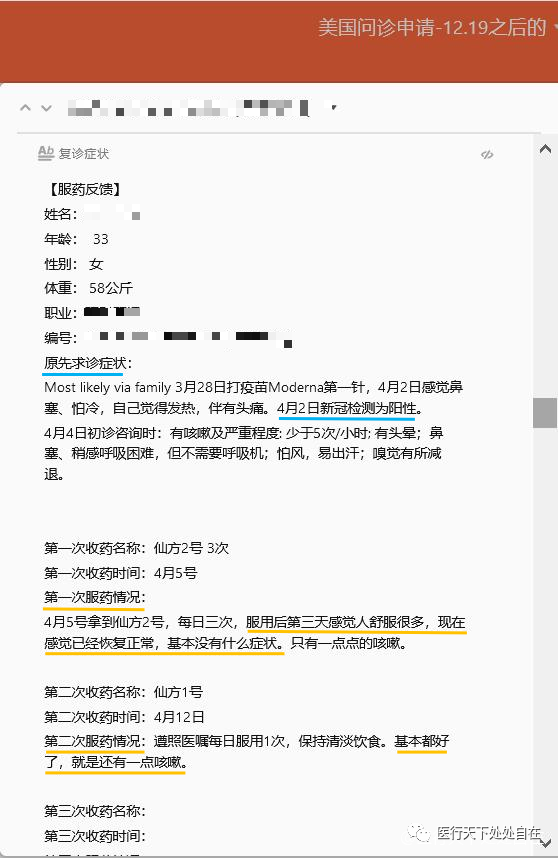 美国问诊申请-12.19之后的
Ab 复诊症状
【服药反馈】
姓名：
年龄： 33
性别： 女
体重： 58公斤
职业：
编号：
原先求诊症状：
Most likely via family 3月28日打疫苗Moderna第一针，4月2日感觉鼻
塞、怕冷，自己觉得发热，伴有头痛。4月2日新冠检测为阳性。
4月4日初诊咨询时：有咳嗽及严重程度: 少于5次/小时; 有头晕；鼻
塞、稍感呼吸困难，但不需要呼吸机；怕风，易出汗；嗅觉有所减
退。
第一次收药名称：仙方2号 3次
第一次收药时间：4月5号
第一次服药情况：
4月5号拿到仙方2号，每日三次，服用后第三天感觉人舒服很多，现在
感觉已经恢复正常，基本没有什么症状。只有一点点的咳嗽。
第二次收药名称：仙方1号
第二次收药时间：4月12日
第二次服药情况：遵照医嘱每日服用1次，保持清淡饮食。基本都好
了，就是还有一点咳嗽。
第三次收药名称：
第三次收药时间：
医行天下处处自在